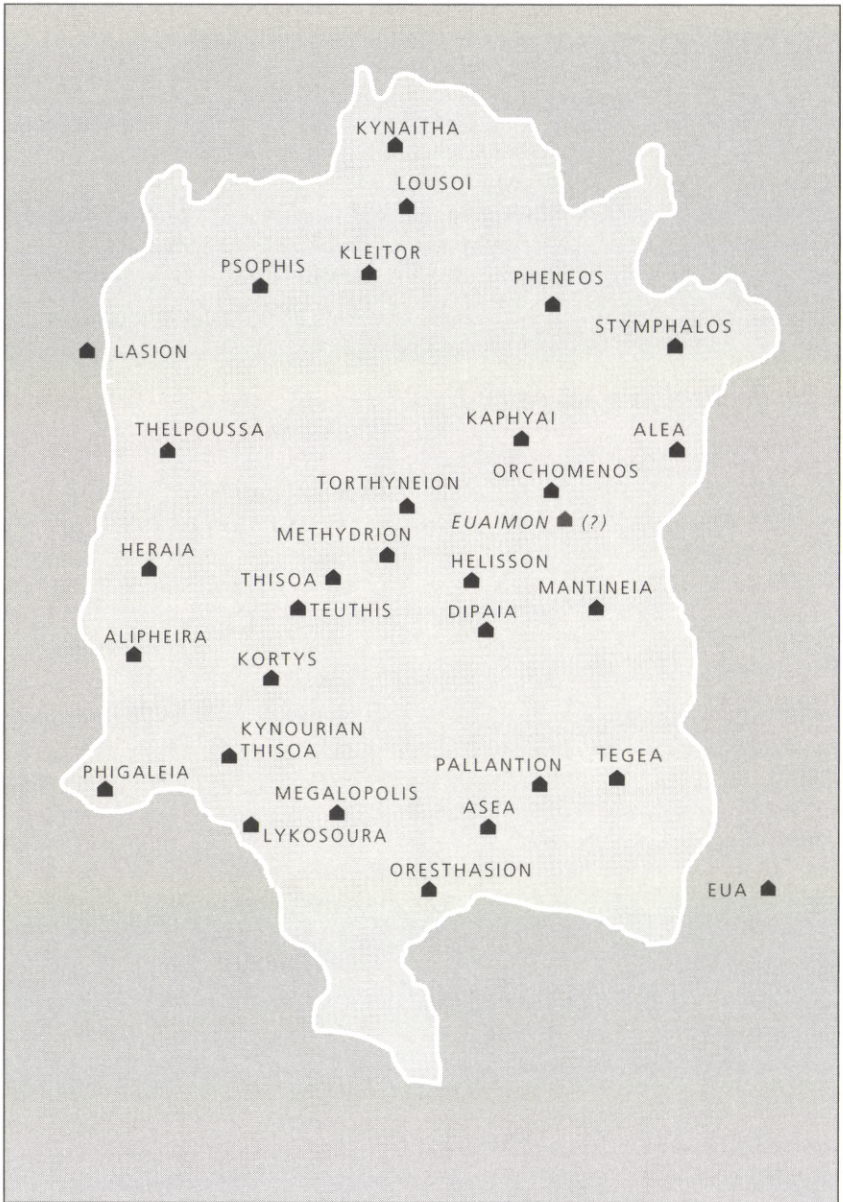 KYNAITHA
LOUSOI
KLEITOR
PSOPHIS
PHENEOS
STYMPHALOS
LASION
KAPHYAI
THELPOUSSA
ALEA
ORCHOMENOS
TORTHYNEION
EUAIMON (?)
METHYDRION
HERAIA
HELISSON
THISOA
MANTINEIA
TEUTHIS
DIPAIA
ALIPHEIRA
KORTYS
KYNOURIAN
THISOA
TEGEA
PALLANTION
PHIGALEIA
MEGALOPOLIS
ASEA
LYKOSOURA
ORESTHASION
EUA